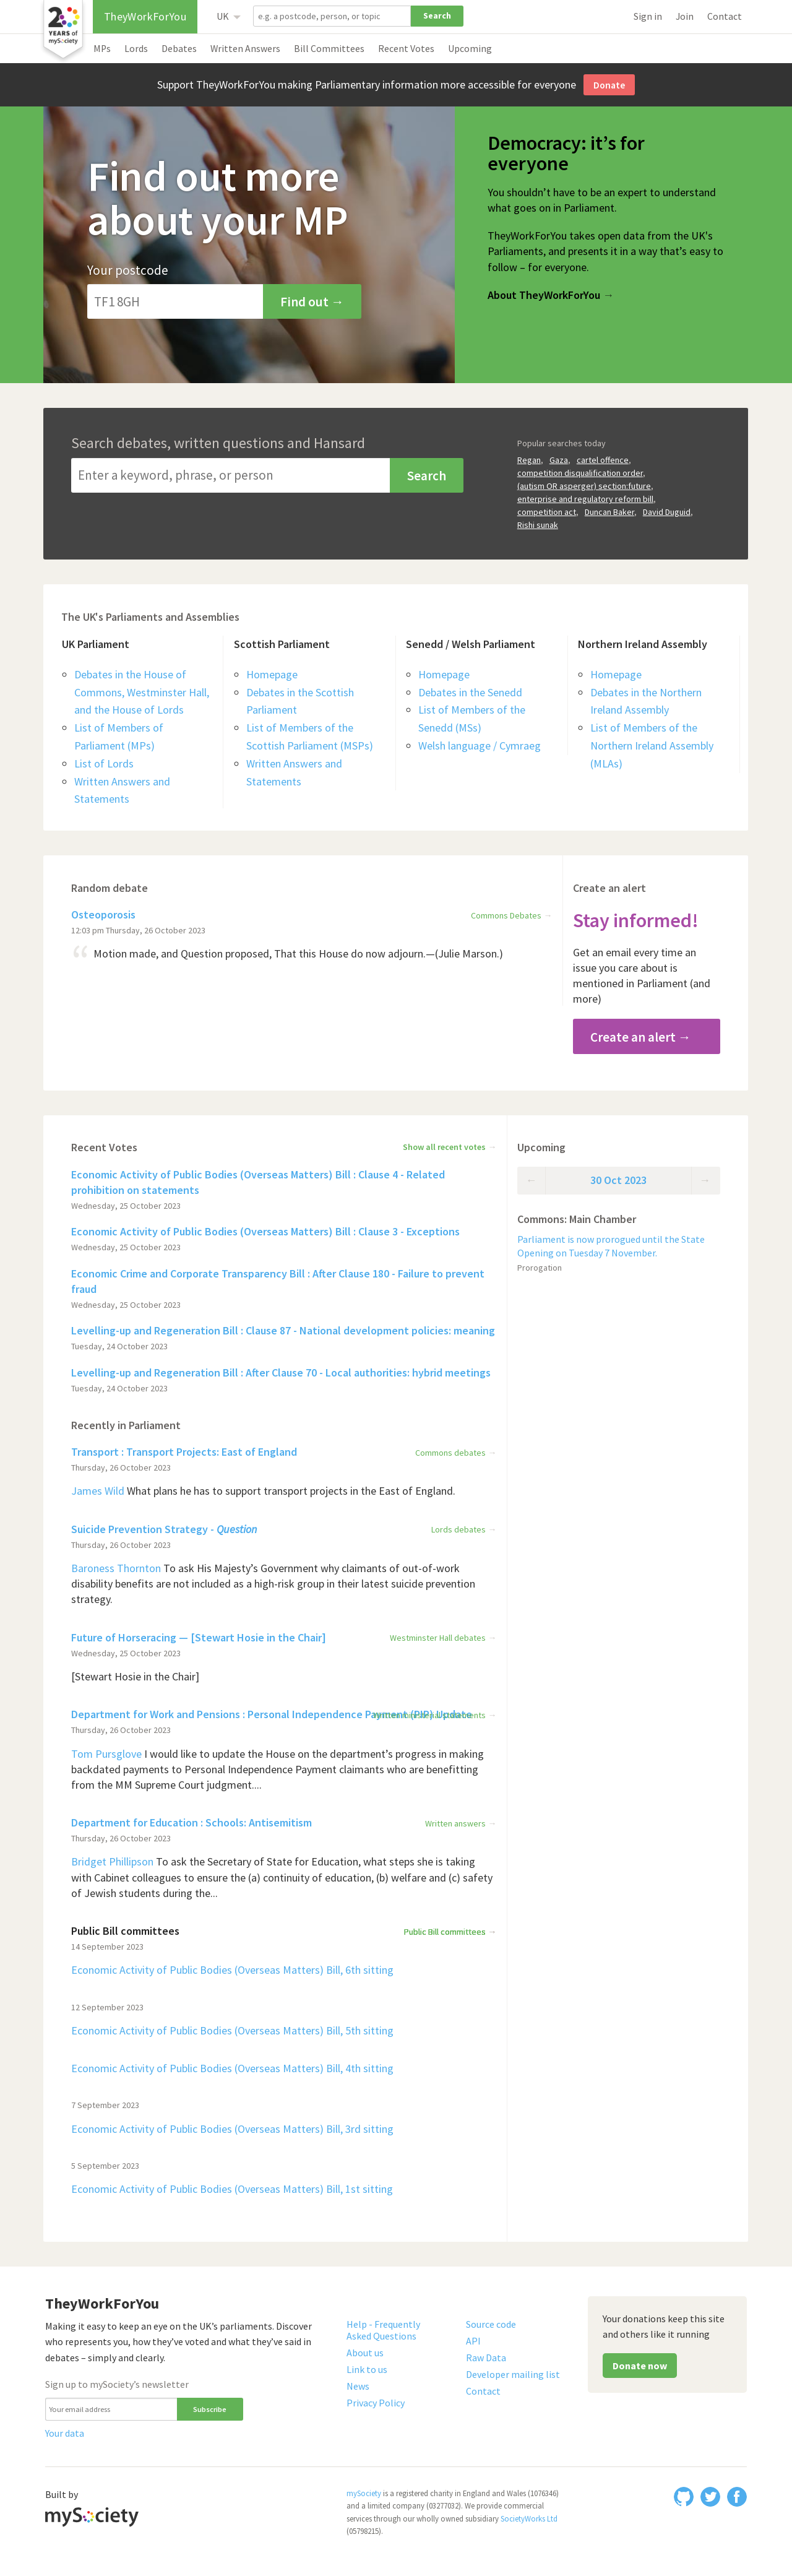 20
YEARS of
mySociety
TheyWorkForYou
UK
e.g. a postcode, person, or topic
Search
Sign in
Join
Contact
MPs
Lords
Debates
Written Answers
Bill Committees
Recent Votes
Upcoming
Support TheyWorkForYou making Parliamentary information more accessible for everyone
Donate
Find out more
about your MP
Your postcode
TF1 8GH
Find out →
Democracy: it’s for
everyone
You shouldn’t have to be an expert to understand
what goes on in Parliament.
TheyWorkForYou takes open data from the UK's
Parliaments, and presents it in a way that’s easy to
follow – for everyone.
About TheyWorkForYou →
Search debates, written questions and Hansard
Enter a keyword, phrase, or person
Search
Popular searches today
Regan, Gaza, cartel offence,
competition disqualification order,
(autism OR asperger) section:future,
enterprise and regulatory reform bill,
competition act, Duncan Baker, David Duguid,
Rishi sunak
The UK's Parliaments and Assemblies
UK Parliament
Debates in the House of
Commons, Westminster Hall,
and the House of Lords
List of Members of
Parliament (MPs)
List of Lords
Written Answers and
Statements
Scottish Parliament
Homepage
Debates in the Scottish
Parliament
List of Members of the
Scottish Parliament (MSPs)
Written Answers and
Statements
Senedd / Welsh Parliament
Homepage
Debates in the Senedd
List of Members of the
Senedd (MSs)
Welsh language / Cymraeg
Northern Ireland Assembly
Homepage
Debates in the Northern
Ireland Assembly
List of Members of the
Northern Ireland Assembly
(MLAs)
Random debate
Osteoporosis
Commons Debates →
12:03 pm Thursday, 26 October 2023
“ Motion made, and Question proposed, That this House do now adjourn.—(Julie Marson.)
Create an alert
Stay informed!
Get an email every time an
issue you care about is
mentioned in Parliament (and
more)
Create an alert →
Recent Votes
Show all recent votes →
Economic Activity of Public Bodies (Overseas Matters) Bill : Clause 4 - Related
prohibition on statements
Wednesday, 25 October 2023
Economic Activity of Public Bodies (Overseas Matters) Bill : Clause 3 - Exceptions
Wednesday, 25 October 2023
Economic Crime and Corporate Transparency Bill : After Clause 180 - Failure to prevent
fraud
Wednesday, 25 October 2023
Levelling-up and Regeneration Bill : Clause 87 - National development policies: meaning
Tuesday, 24 October 2023
Levelling-up and Regeneration Bill : After Clause 70 - Local authorities: hybrid meetings
Tuesday, 24 October 2023
Recently in Parliament
Transport : Transport Projects: East of England
Commons debates →
Thursday, 26 October 2023
James Wild What plans he has to support transport projects in the East of England.
Suicide Prevention Strategy - Question
Lords debates →
Thursday, 26 October 2023
Baroness Thornton To ask His Majesty’s Government why claimants of out-of-work
disability benefits are not included as a high-risk group in their latest suicide prevention
strategy.
Future of Horseracing — [Stewart Hosie in the Chair]
Westminster Hall debates →
Wednesday, 25 October 2023
[Stewart Hosie in the Chair]
Department for Work and Pensions : Personal Independence Payment (PIP) Update
Thursday, 26 October 2023
Tom Pursglove I would like to update the House on the department’s progress in making
backdated payments to Personal Independence Payment claimants who are benefitting
from the MM Supreme Court judgment....
Department for Education : Schools: Antisemitism
Written answers →
Thursday, 26 October 2023
Bridget Phillipson To ask the Secretary of State for Education, what steps she is taking
with Cabinet colleagues to ensure the (a) continuity of education, (b) welfare and (c) safety
of Jewish students during the...
Public Bill committees
Public Bill committees →
14 September 2023
Economic Activity of Public Bodies (Overseas Matters) Bill, 6th sitting
12 September 2023
Economic Activity of Public Bodies (Overseas Matters) Bill, 5th sitting
Economic Activity of Public Bodies (Overseas Matters) Bill, 4th sitting
7 September 2023
Economic Activity of Public Bodies (Overseas Matters) Bill, 3rd sitting
5 September 2023
Economic Activity of Public Bodies (Overseas Matters) Bill, 1st sitting
Upcoming
← 30 Oct 2023 →
Commons: Main Chamber
Parliament is now prorogued until the State
Opening on Tuesday 7 November.
Prorogation
TheyWorkForYou
Making it easy to keep an eye on the UK’s parliaments. Discover
who represents you, how they’ve voted and what they’ve said in
debates – simply and clearly.
Sign up to mySociety’s newsletter
Your email address
Subscribe
Your data
Help - Frequently
Asked Questions
About us
Link to us
News
Privacy Policy
Source code
API
Raw Data
Developer mailing list
Contact
Your donations keep this site
and others like it running
Donate now
Built by
mySociety
mySociety is a registered charity in England and Wales (1076346)
and a limited company (03277032). We provide commercial
services through our wholly owned subsidiary SocietyWorks Ltd
(05798215).